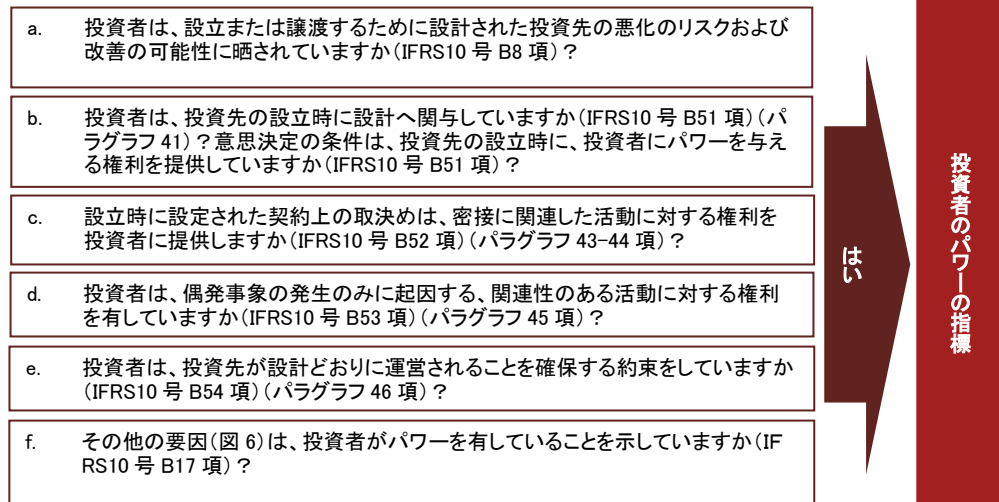 a. 投資者は、設立または譲渡するために設計された投資先の悪化のリスクおよび
改善の可能性に晒されていますか(IFRS10 号 B8 項)?
b. 投資者は、投資先の設立時に設計へ関与していますか(IFRS10 号 B51 項)(パ
ラグラフ 41)?意思決定の条件は、投資先の設立時に、投資者にパワーを与え
る権利を提供していますか(IFRS10 号 B51 項)?
c. 設立時に設定された契約上の取決めは、密接に関連した活動に対する権利を
投資者に提供しますか(IFRS10 号 B52 項)(パラグラフ 43-44 項)?
d. 投資者は、偶発事象の発生のみに起因する、関連性のある活動に対する権利
を有していますか(IFRS10 号 B53 項)(パラグラフ 45 項)?
e. 投資者は、投資先が設計どおりに運営されることを確保する約束をしていますか
(IFRS10 号 B54 項)(パラグラフ 46 項)?
f. その他の要因(図 6)は、投資者がパワーを有していることを示していますか(IF
RS10 号 B17 項)?
はい
投資者のパワーの指標